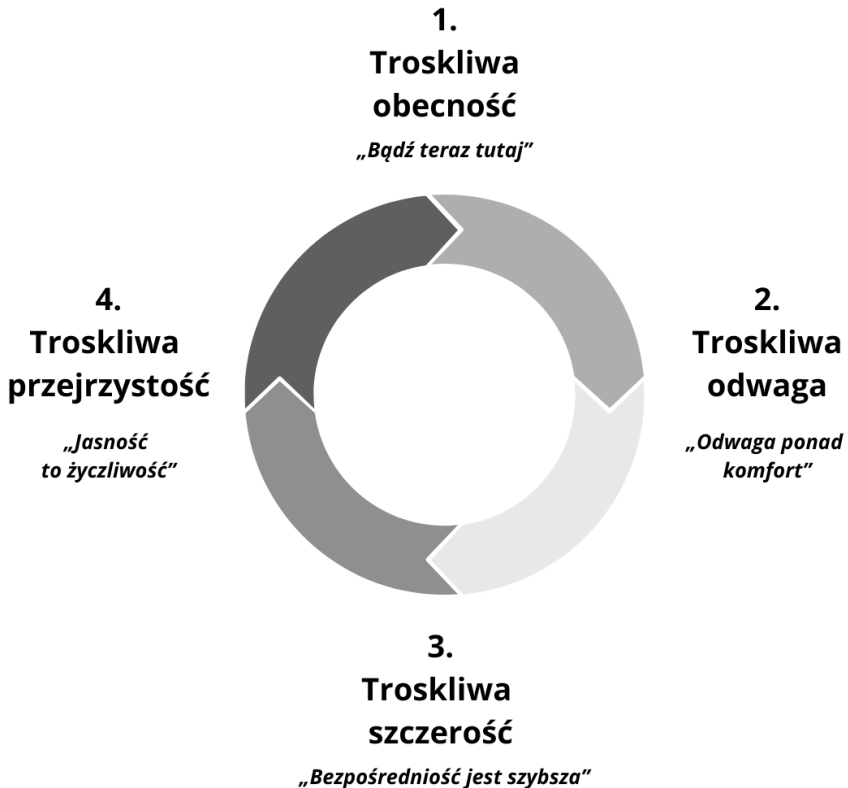 1.
Troskliwa
obecność
„Bądź teraz tutaj”
2.
Troskliwa
odwaga
„Odwaga ponad
komfort”
3.
Troskliwa
szczerość
„Bezpośredniość jest szybsza”
4.
Troskliwa
przejrzystość
„Jasność
to życzliwość”